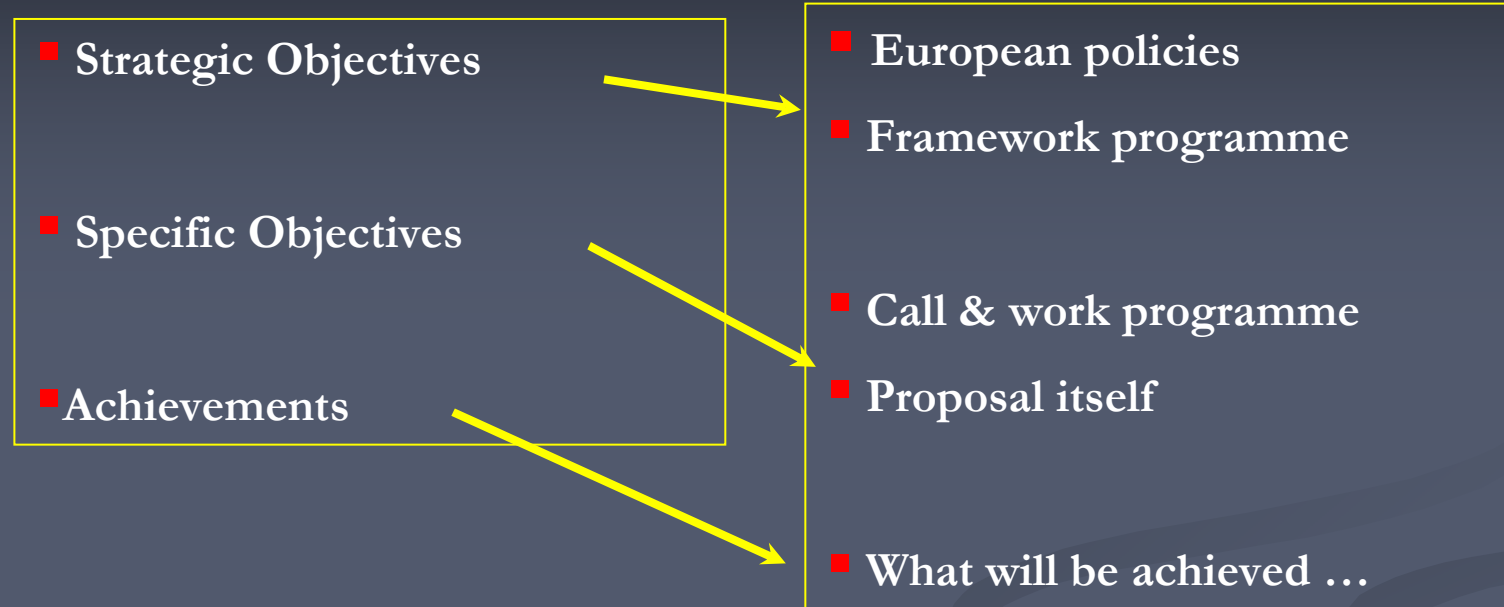 Strategic Objectives
Specific Objectives
Achievements
European policies
Framework programme
Call & work programme
Proposal itself
What will be achieved …